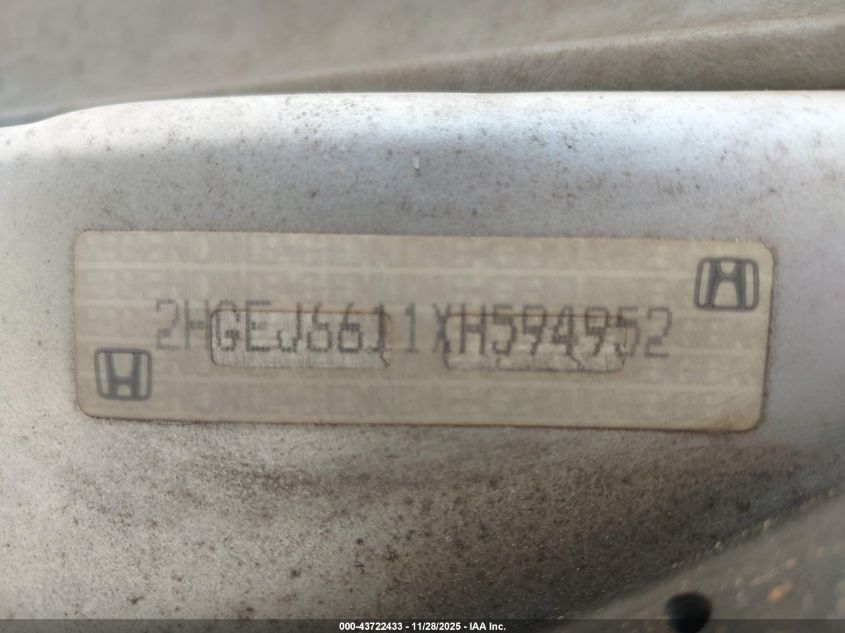 2HGEJ6611XH594952
000-43722433 - 11/28/2025 - IAA Inc.